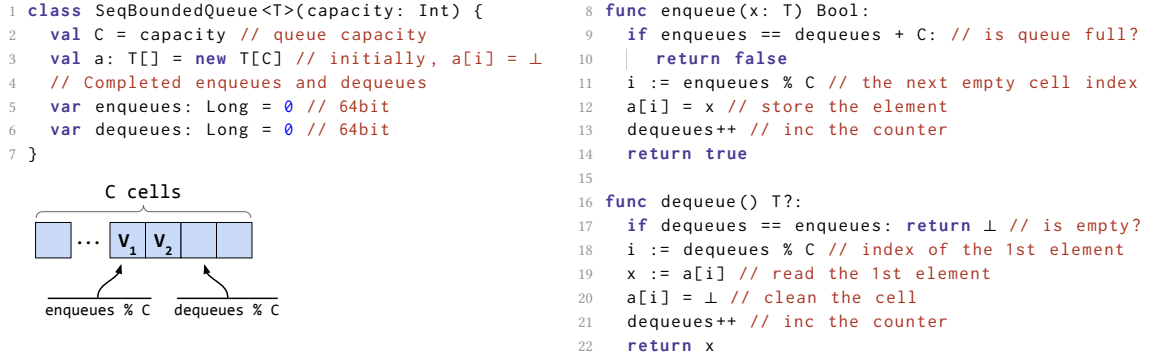 1 class SeqBoundedQueue<T>(capacity: Int) {
2 val C = capacity // queue capacity
3 val a: T[] = new T[C] // initially, a[i] = ⊥
4 // Completed enqueues and dequeues
5 var enqueues: Long = 0 // 64bit
6 var dequeues: Long = 0 // 64bit
7 }
C cells
... V1 V2
enqueues % C dequeues % C
8 func enqueue(x: T) Bool:
9 if enqueues == dequeues + C: // is queue full?
10 return false
11 i := enqueues % C // the next empty cell index
12 a[i] = x // store the element
13 dequeues++ // inc the counter
14 return true
15
16 func dequeue() T?:
17 if dequeues == enqueues: return ⊥ // is empty?
18 i := dequeues % C // index of the 1st element
19 x := a[i] // read the 1st element
20 a[i] = ⊥ // clean the cell
21 dequeues++ // inc the counter
22 return x